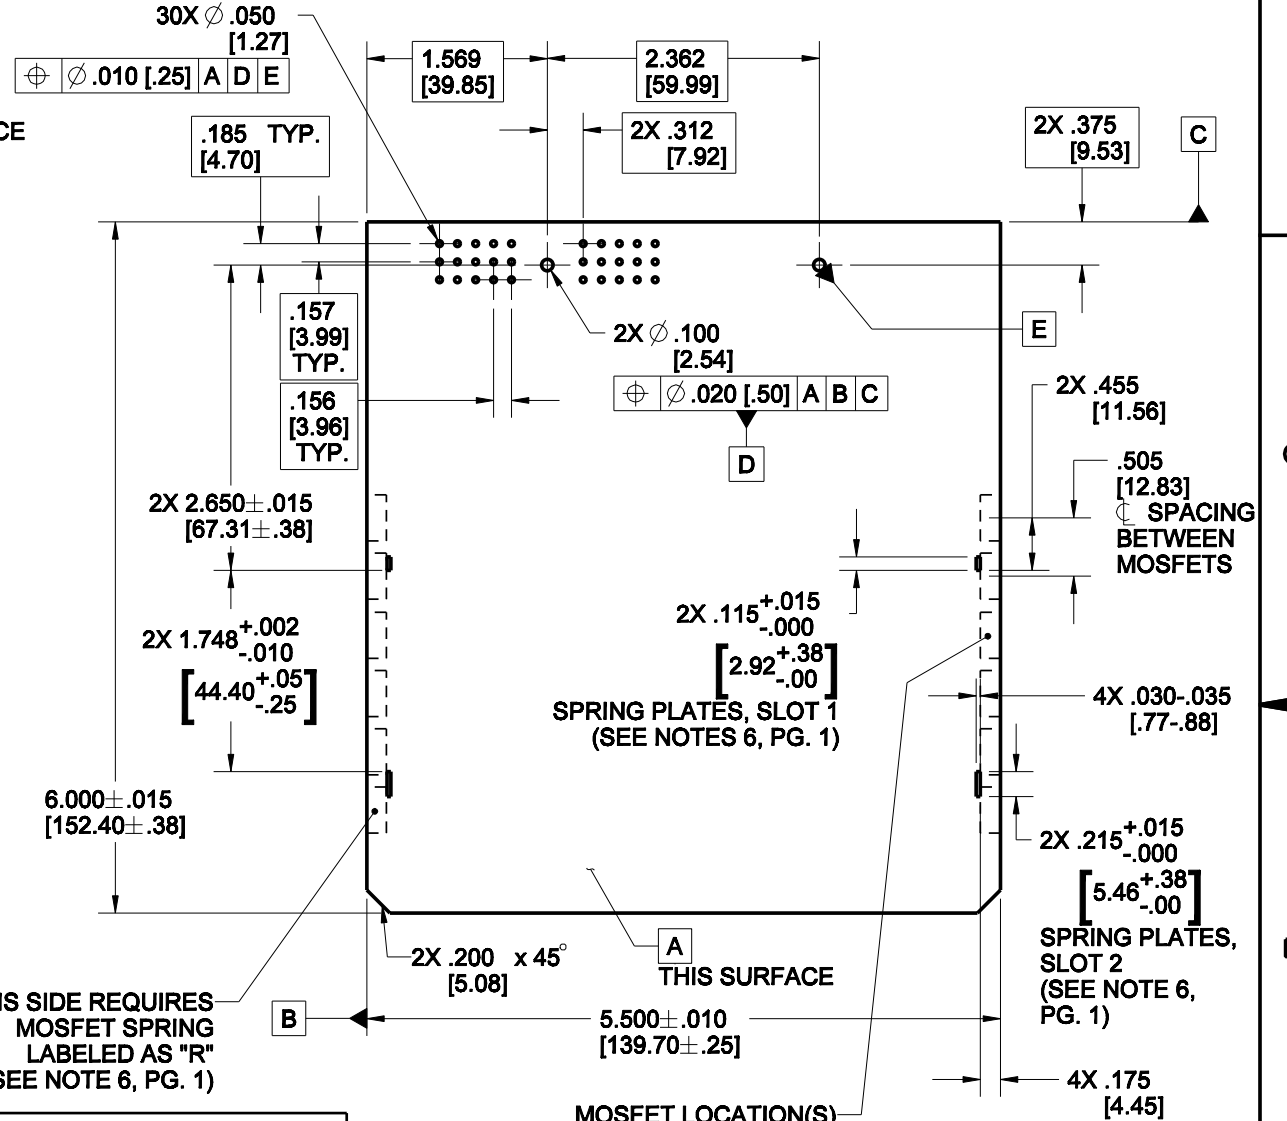 30X ∅ .050
[1.27]
⌖ ∅ .010 [.25] A D E
CE
.185 TYP.
[4.70]
1.569
[39.85]
2.362
[59.99]
2X .312
[7.92]
2X .375
[9.53]
C
.157
[3.99]
TYP.
.156
[3.96]
TYP.
2X ∅ .100
[2.54]
⌖ ∅ .020 [.50] A B C
D
E
2X .455
[11.56]
.505
[12.83]
℄ SPACING
BETWEEN
MOSFETS
2X 2.650±.015
[67.31±.38]
2X 1.748 +.002
-.010
[44.40 +.05
-.25]
2X .115 +.015
-.000
[2.92 +.38
-.00]
SPRING PLATES, SLOT 1
(SEE NOTES 6, PG. 1)
4X .030-.035
[.77-.88]
6.000±.015
[152.40±.38]
2X .215 +.015
-.000
[5.46 +.38
-.00]
SPRING PLATES,
SLOT 2
(SEE NOTE 6,
PG. 1)
2X .200 x 45°
[5.08]
A
THIS SURFACE
IS SIDE REQUIRES
MOSFET SPRING
LABELED AS "R"
SEE NOTE 6, PG. 1)
B
5.500±.010
[139.70±.25]
4X .175
[4.45]
MOSFET LOCATION(S)